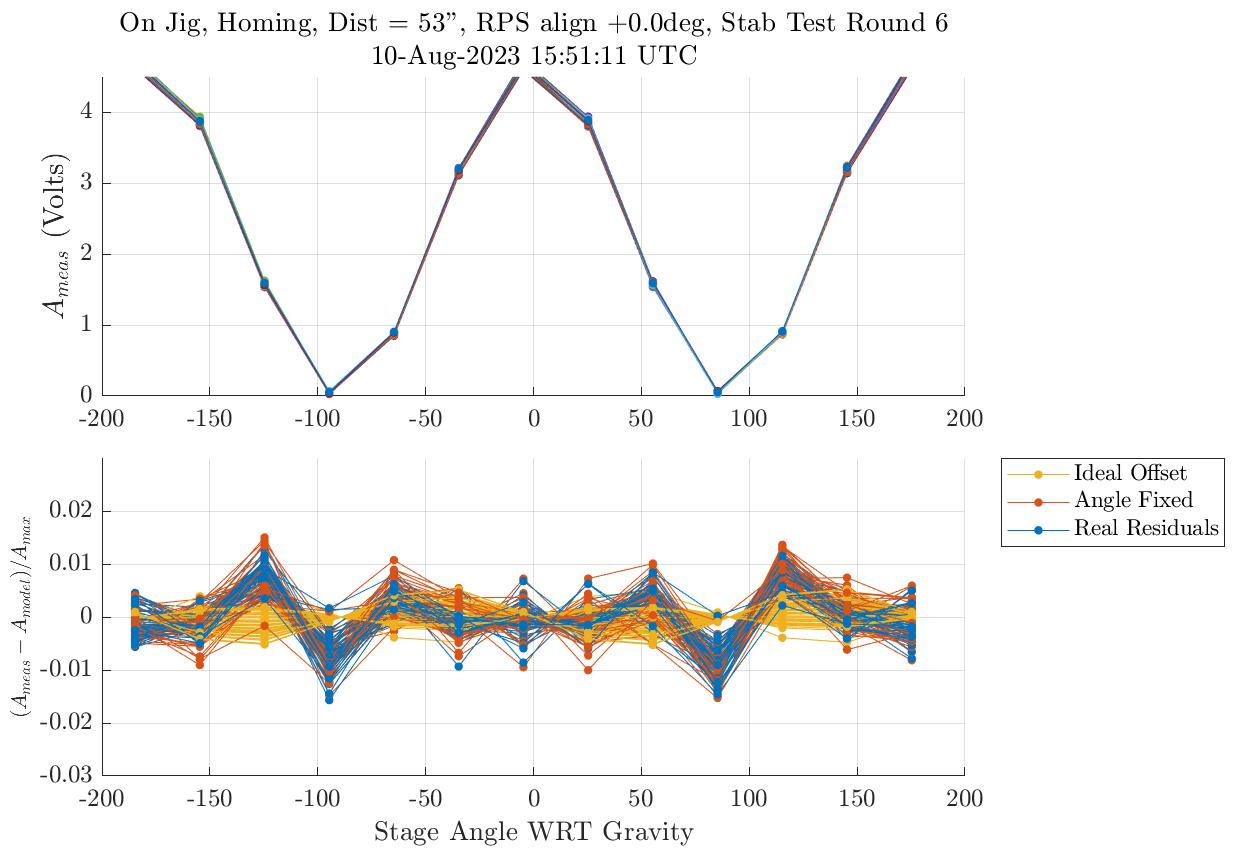 On Jig, Homing, Dist = 53", RPS align +0.0deg, Stab Test Round 6
10-Aug-2023 15:51:11 UTC
A_meas (Volts)
4
3
2
1
0
-200 -150 -100 -50 0 50 100 150 200
(A_meas − A_model)/A_max
0.02
0.01
0
-0.01
-0.02
-0.03
-200 -150 -100 -50 0 50 100 150 200
Stage Angle WRT Gravity
Ideal Offset
Angle Fixed
Real Residuals